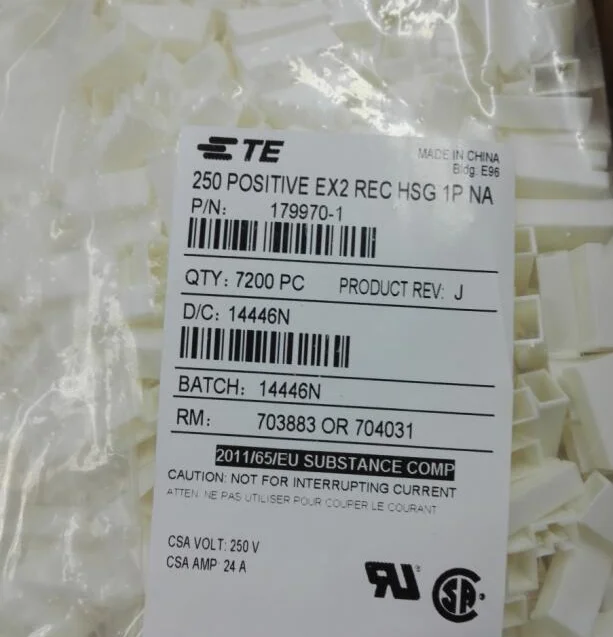 TE
MADE IN CHINA
Bldg: E96
250 POSITIVE EX2 REC HSG 1P NA
P/N: 179970-1
QTY: 7200 PC PRODUCT REV: J
D/C: 14446N
BATCH: 14446N
RM: 703883 OR 704031
2011/65/EU SUBSTANCE COMP
CAUTION: NOT FOR INTERRUPTING CURRENT
ATTEN: NE PAS UTILISER POUR COUPER LE COURANT
CSA VOLT: 250 V
CSA AMP: 24 A
RU SA